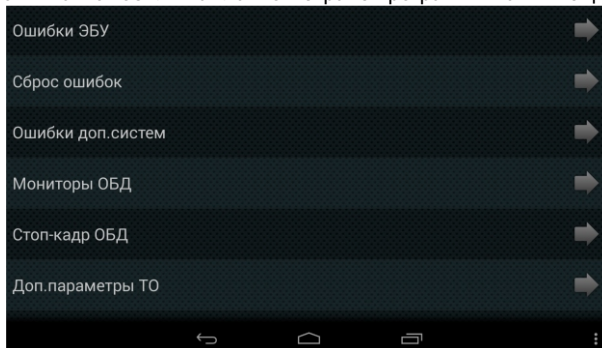 Ошибки ЭБУ
Сброс ошибок
Ошибки доп.систем
Мониторы ОБД
Стоп-кадр ОБД
Доп.параметры ТО